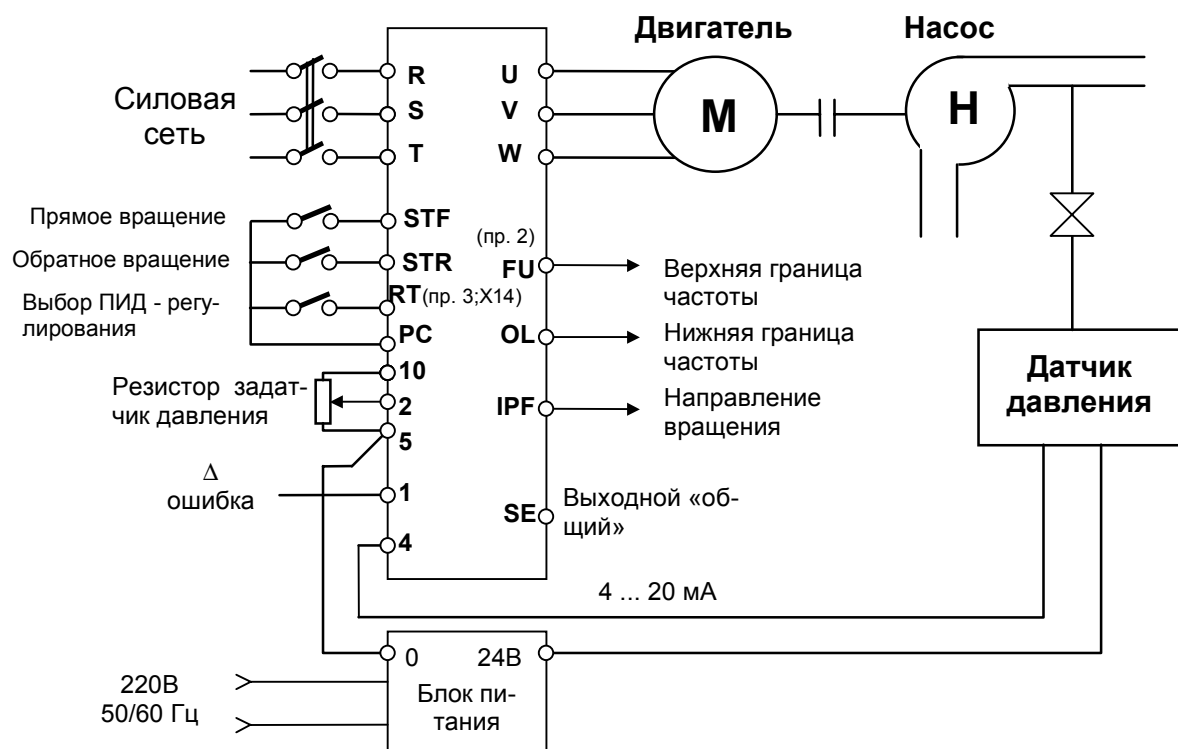 Двигатель
Насос
Силовая
сеть
R
S
T
U
V
W
М
Н
Прямое вращение
Обратное вращение
Выбор ПИД - регу-
лирования
STF
STR
RT(пр. 3;X14)
PC
10
2
5
1
4
Резистор задат-
чик давления
Δ
ошибка
(пр. 2)
FU
OL
IPF
SE
Верхняя граница
частоты
Нижняя граница
частоты
Направление
вращения
Выходной «об-
щий»
Датчик
давления
4 ... 20 мА
0
24В
Блок пи-
тания
220В
50/60 Гц